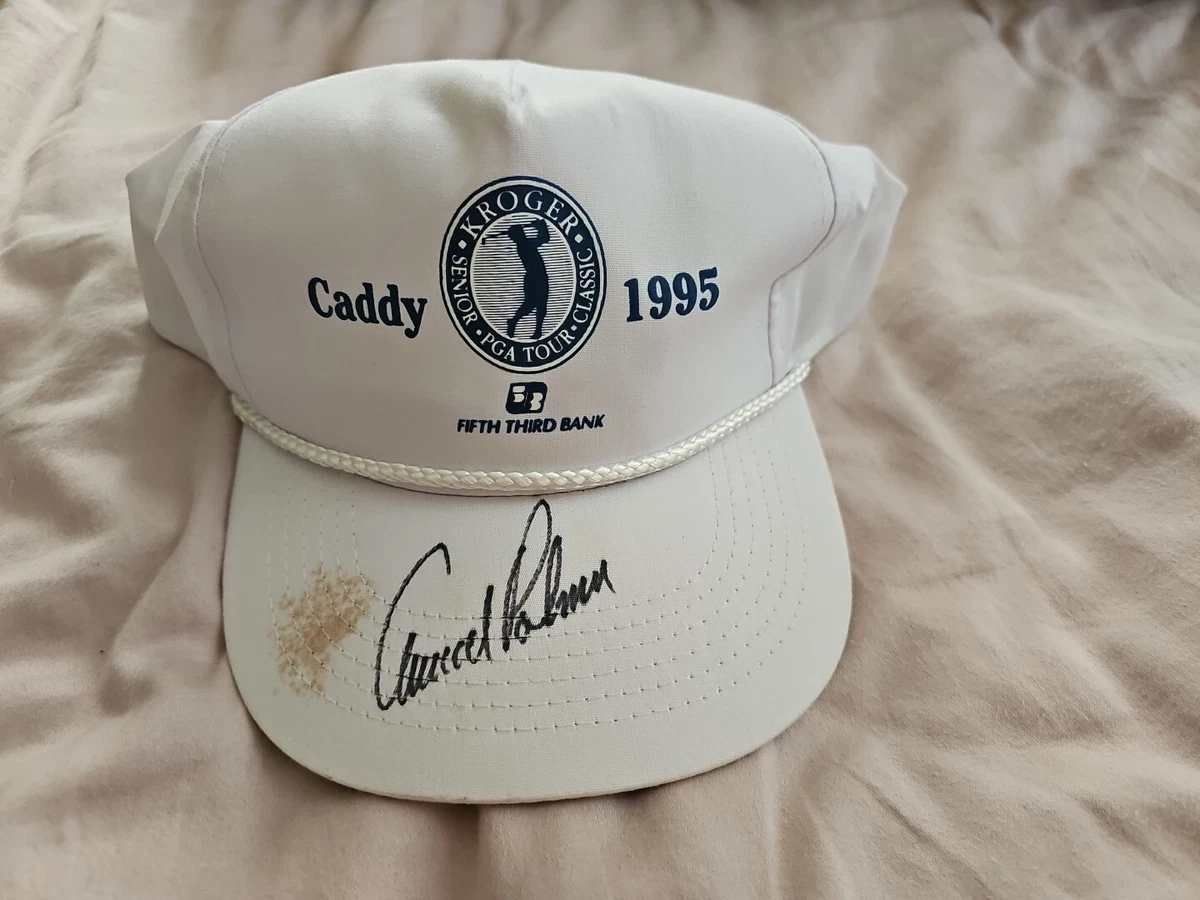 Caddy
KROGER
SENIOR • PGA TOUR • CLASSIC
1995
53
FIFTH THIRD BANK
Arnold Palmer